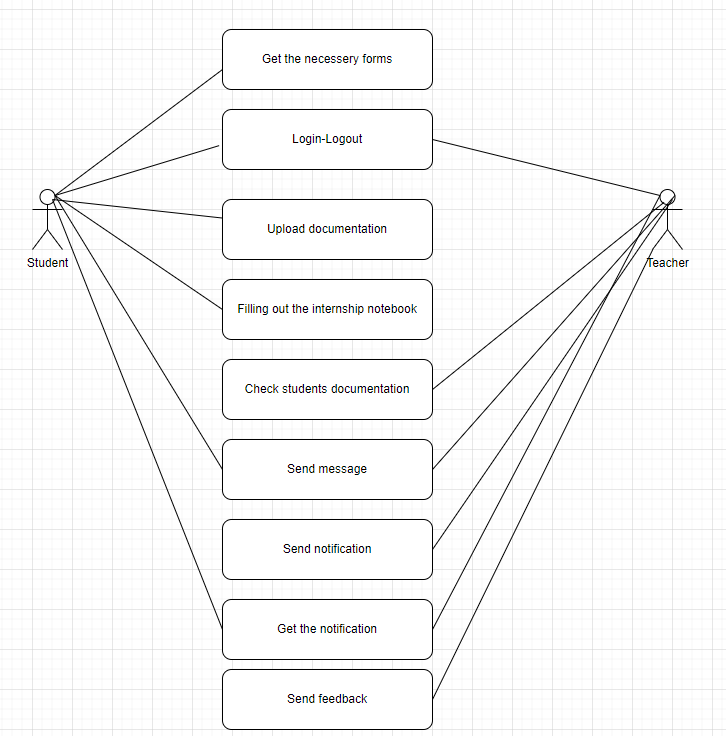 Get the necessery forms
Login-Logout
Student
Teacher
Upload documentation
Filling out the internship notebook
Check students documentation
Send message
Send notification
Get the notification
Send feedback